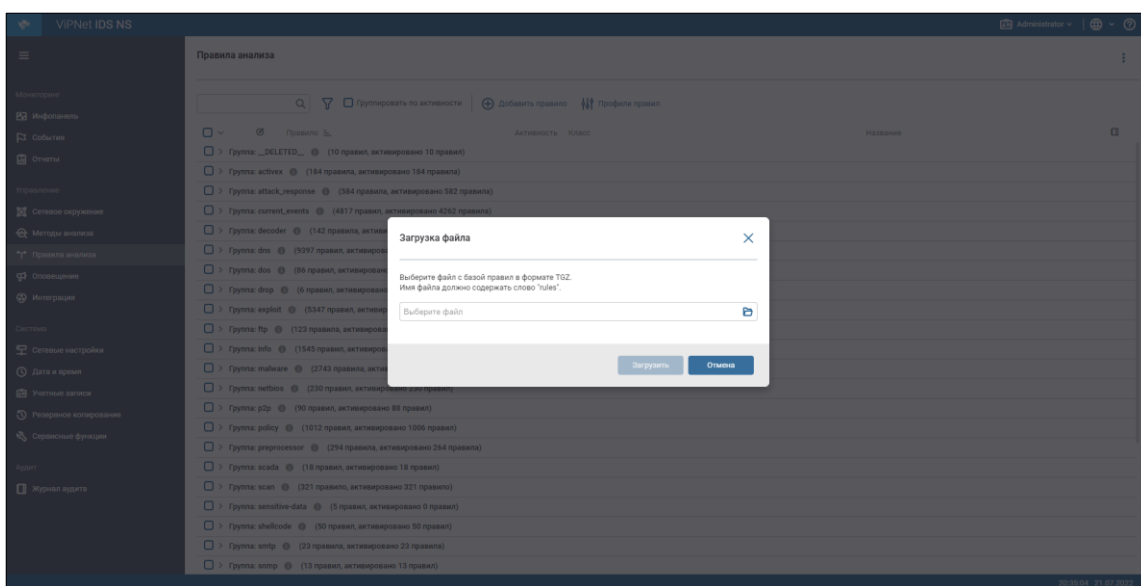 ViPNet IDS NS
Administrator
Правила анализа
Мониторинг
Инфопанель
События
Отчеты
Управление
Сетевое окружение
Методы анализа
Правила анализа
Оповещение
Интеграция
Система
Сетевые настройки
Дата и время
Учетные записи
Резервное копирование
Сервисные функции
Аудит
Журнал аудита
Группировать по активности
Добавить правило
Профили правил
Правило Активность Класс Название
Группа: __DELETED__ (10 правил, активировано 10 правил)
Группа: activex (184 правила, активировано 184 правила)
Группа: attack_response (584 правила, активировано 582 правила)
Группа: current_events (4817 правил, активировано 4262 правила)
Группа: decoder (142 правила,
Группа: dns (9397 правил,
Группа: dos (86 правил,
Группа: drop (6 правил,
Группа: exploit (5347 правил,
Группа: ftp (123 правила,
Группа: info (1545 правил,
Группа: malware (2743 правила,
Группа: netbios (230 правил, активировано 230 правил)
Группа: p2p (90 правил, активировано 88 правил)
Группа: policy (1012 правил, активировано 1006 правил)
Группа: preprocessor (294 правила, активировано 264 правила)
Группа: scada (18 правил, активировано 18 правил)
Группа: scan (321 правило, активировано 321 правило)
Группа: sensitive-data (5 правил, активировано 0 правил)
Группа: shellcode (50 правил, активировано 50 правил)
Группа: smtp (23 правила, активировано 23 правила)
Группа: snmp (13 правил, активировано 13 правил)
Загрузка файла
Выберите файл с базой правил в формате TGZ.
Имя файла должно содержать слово "rules".
Выберите файл
Загрузить
Отмена
20:35:04 21.07.2022